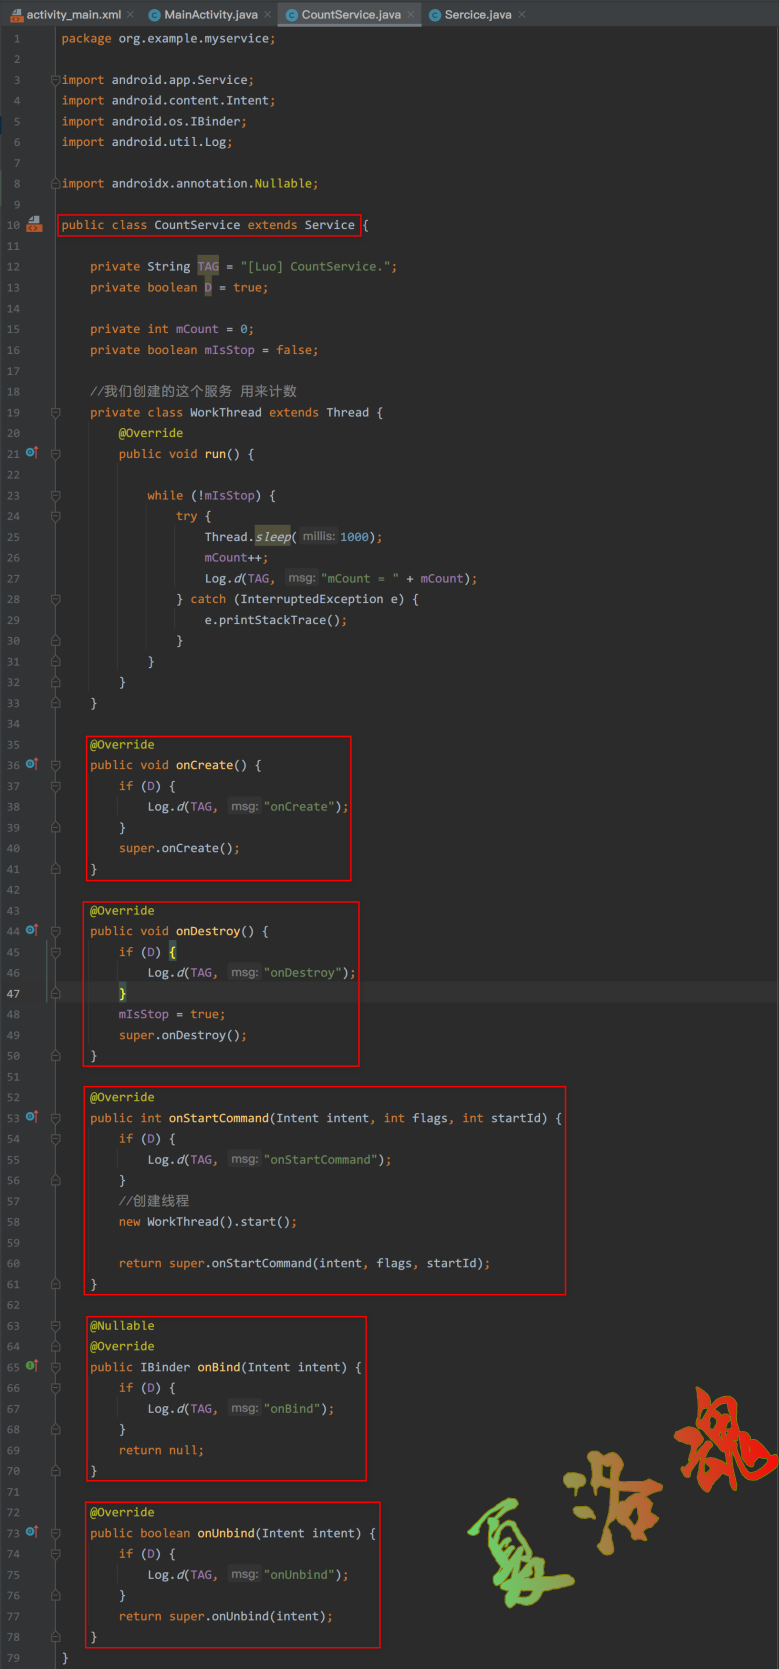 activity_main.xml MainActivity.java CountService.java Sercice.java
1 package org.example.myservice;
2
3 import android.app.Service;
4 import android.content.Intent;
5 import android.os.IBinder;
6 import android.util.Log;
7
8 import androidx.annotation.Nullable;
9
10 public class CountService extends Service {
11
12 private String TAG = "[Luo] CountService.";
13 private boolean D = true;
14
15 private int mCount = 0;
16 private boolean mIsStop = false;
17
18 //我们创建的这个服务 用来计数
19 private class WorkThread extends Thread {
20 @Override
21 public void run() {
22
23 while (!mIsStop) {
24 try {
25 Thread.sleep( millis: 1000);
26 mCount++;
27 Log.d(TAG, msg: "mCount = " + mCount);
28 } catch (InterruptedException e) {
29 e.printStackTrace();
30 }
31 }
32 }
33 }
34
35 @Override
36 public void onCreate() {
37 if (D) {
38 Log.d(TAG, msg: "onCreate");
39 }
40 super.onCreate();
41 }
42
43 @Override
44 public void onDestroy() {
45 if (D) {
46 Log.d(TAG, msg: "onDestroy");
47 }
48 mIsStop = true;
49 super.onDestroy();
50 }
51
52 @Override
53 public int onStartCommand(Intent intent, int flags, int startId) {
54 if (D) {
55 Log.d(TAG, msg: "onStartCommand");
56 }
57 //创建线程
58 new WorkThread().start();
59
60 return super.onStartCommand(intent, flags, startId);
61 }
62
63 @Nullable
64 @Override
65 public IBinder onBind(Intent intent) {
66 if (D) {
67 Log.d(TAG, msg: "onBind");
68 }
69 return null;
70 }
71
72 @Override
73 public boolean onUnbind(Intent intent) {
74 if (D) {
75 Log.d(TAG, msg: "onUnbind");
76 }
77 return super.onUnbind(intent);
78 }
79 }
夏洛魂